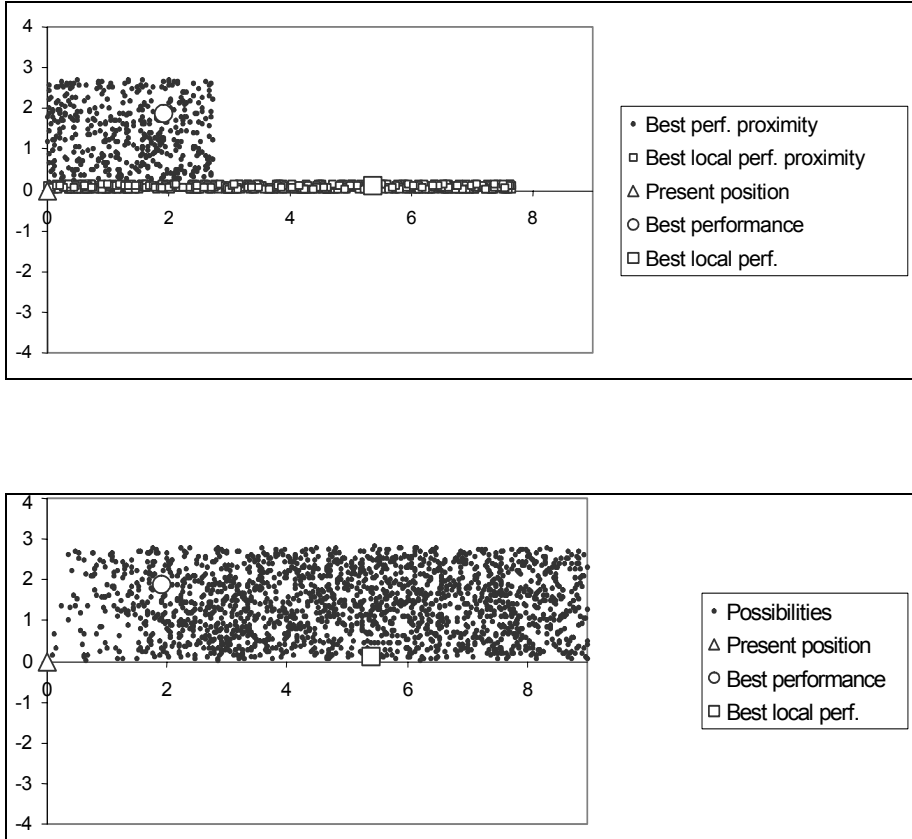 4
3
2
1
0
-1
-2
-3
-4
0 2 4 6 8
Best perf. proximity
Best local perf. proximity
Present position
Best performance
Best local perf.
4
3
2
1
0
-1
-2
-3
-4
0 2 4 6 8
Possibilities
Present position
Best performance
Best local perf.